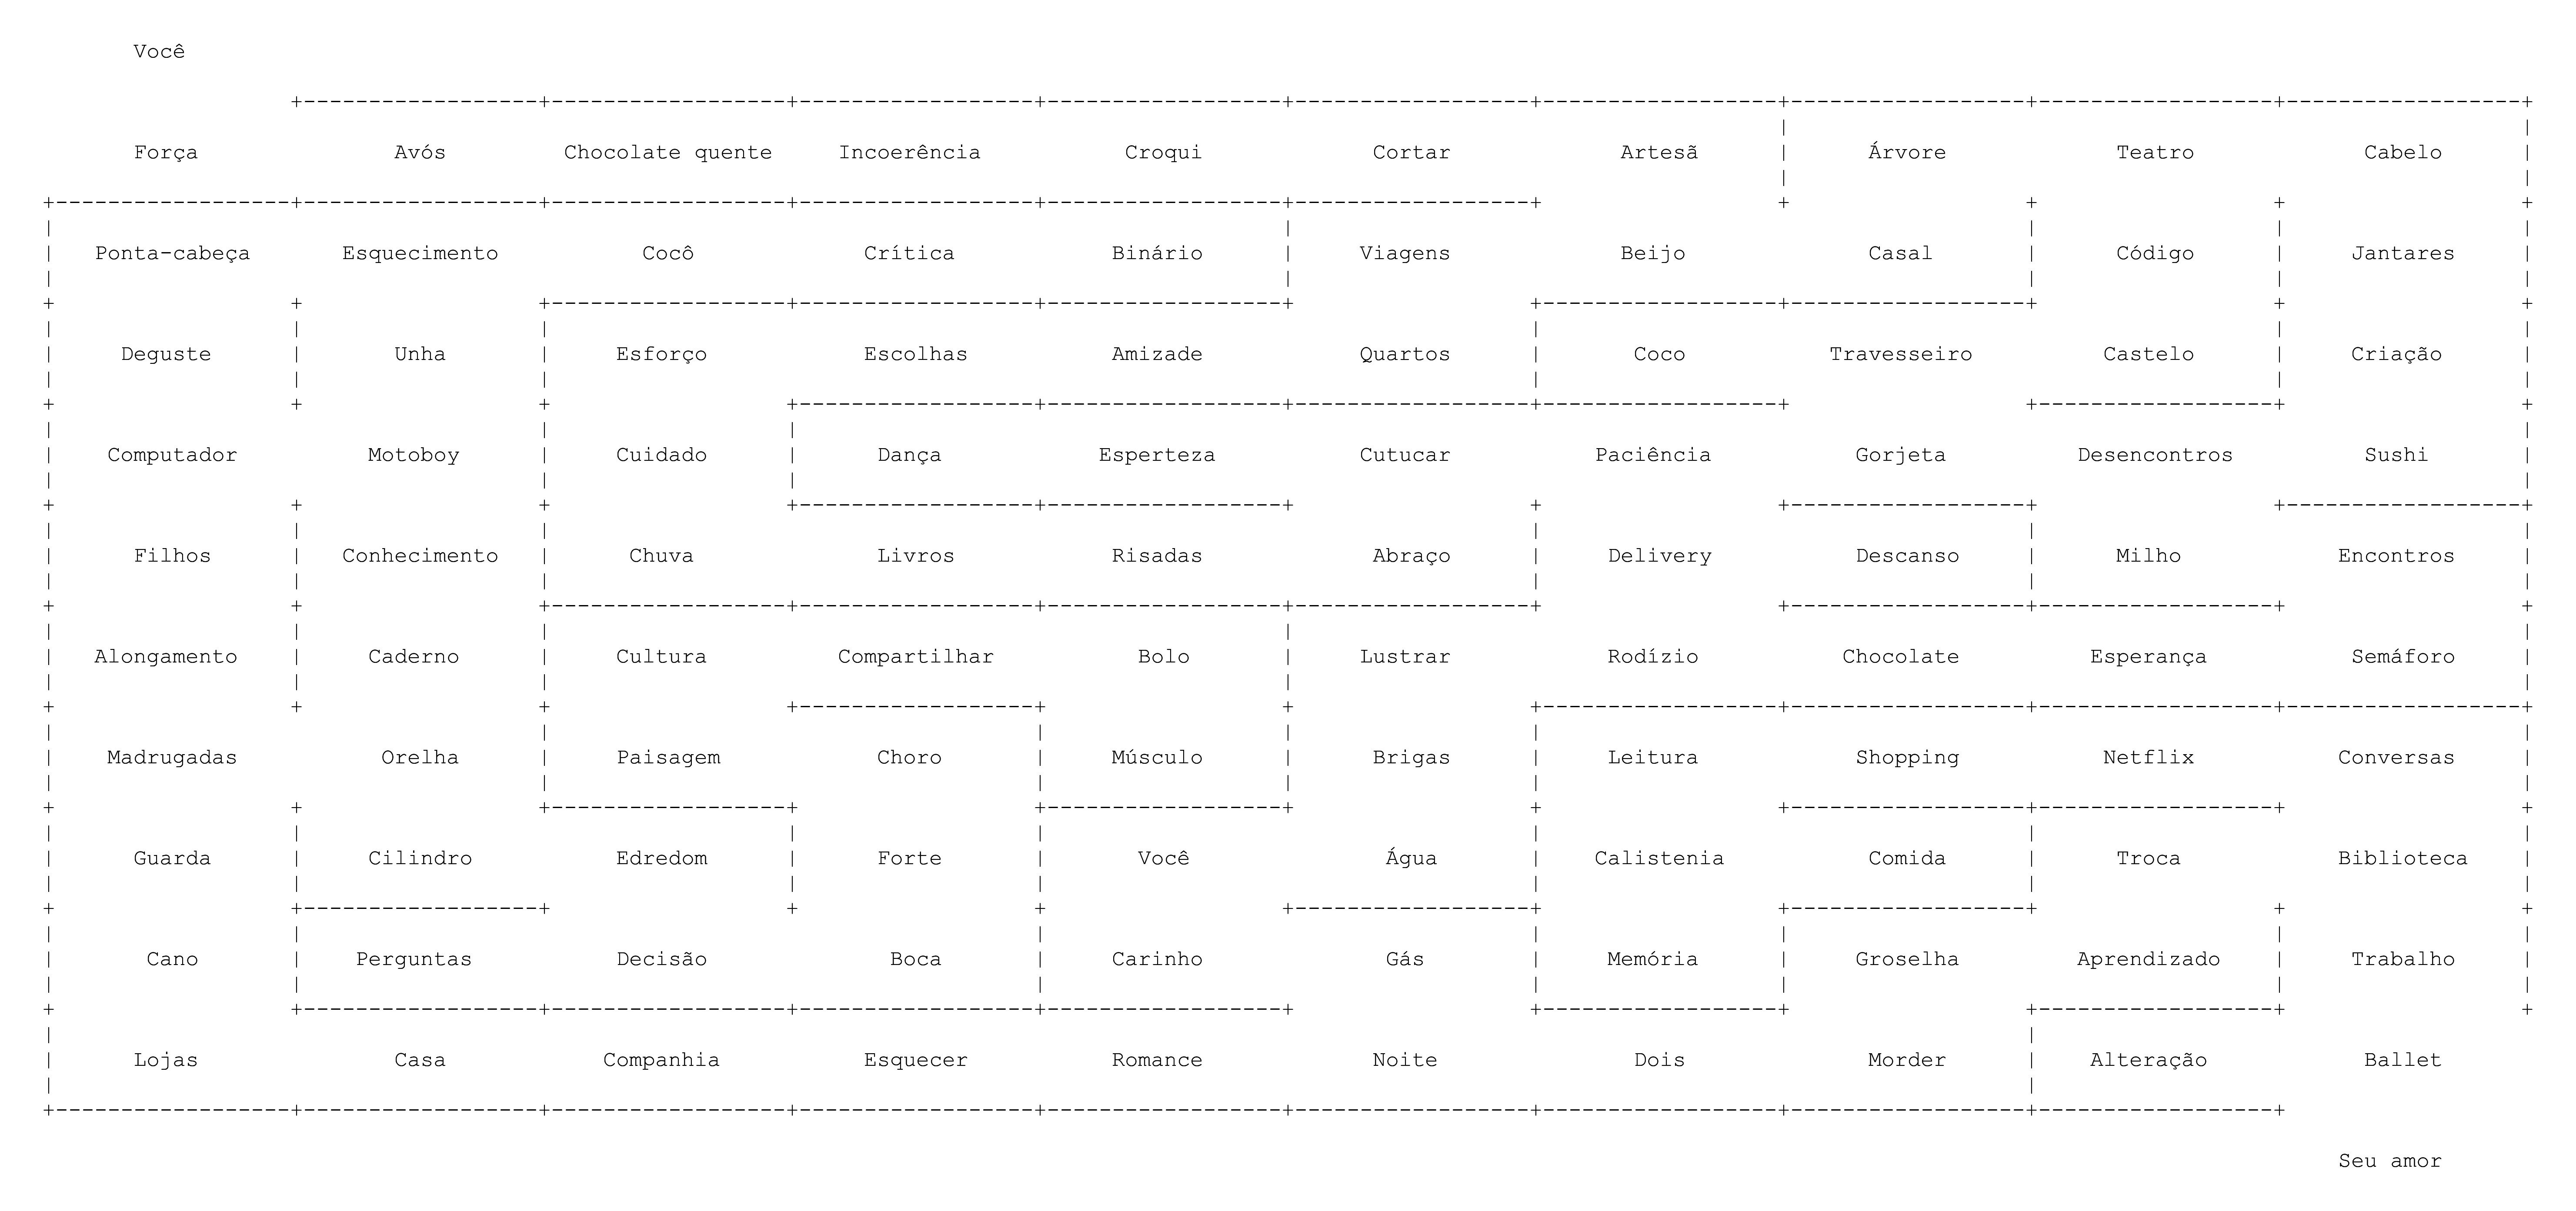 Você
Força Avós Chocolate quente Incoerência Croqui Cortar Artesã Árvore Teatro Cabelo
Ponta-cabeça Esquecimento Cocô Crítica Binário Viagens Beijo Casal Código Jantares
Deguste Unha Esforço Escolhas Amizade Quartos Coco Travesseiro Castelo Criação
Computador Motoboy Cuidado Dança Esperteza Cutucar Paciência Gorjeta Desencontros Sushi
Filhos Conhecimento Chuva Livros Risadas Abraço Delivery Descanso Milho Encontros
Alongamento Caderno Cultura Compartilhar Bolo Lustrar Rodízio Chocolate Esperança Semáforo
Madrugadas Orelha Paisagem Choro Músculo Brigas Leitura Shopping Netflix Conversas
Guarda Cilindro Edredom Forte Você Água Calistenia Comida Troca Biblioteca
Cano Perguntas Decisão Boca Carinho Gás Memória Groselha Aprendizado Trabalho
Lojas Casa Companhia Esquecer Romance Noite Dois Morder Alteração Ballet
Seu amor